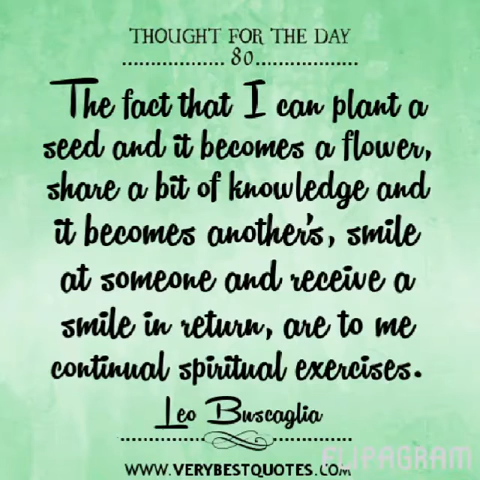 THOUGHT FOR THE DAY
80
The fact that I can plant a
seed and it becomes a flower,
share a bit of knowledge and
it becomes another's, smile
at someone and receive a
smile in return, are to me
continual spiritual exercises.
Leo Buscaglia
WWW.VERYBESTQUOTES.COM
FLIPAGRAM